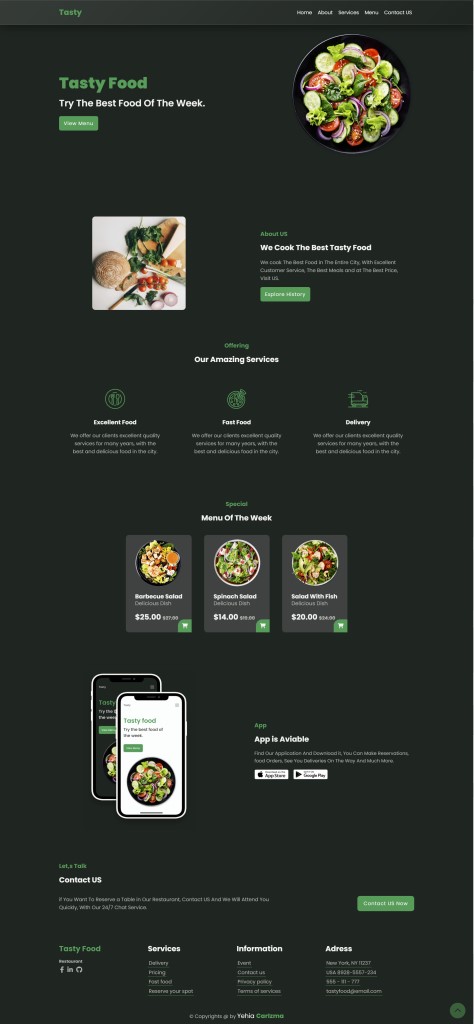 Tasty
Home About Services Menu Contact US
Tasty Food
Try The Best Food Of The Week.
View Menu
About US
We Cook The Best Tasty Food
We cook The Best Food In The Entire City, With Excellent
Customer Service, The Best Meals and at The Best Price,
Visit US.
Explore History
Offering
Our Amazing Services
Excellent Food
We offer our clients excellent quality
services for many years, with the
best and delicious food in the city.
Fast Food
We offer our clients excellent quality
services for many years, with the
best and delicious food in the city.
Delivery
We offer our clients excellent quality
services for many years, with the
best and delicious food in the city.
Special
Menu Of The Week
Barbecue Salad
Delicious Dish
$25.00 $27.00
Spinach Salad
Delicious Dish
$14.00
Salad With Fish
Delicious Dish
$20.00 $24.00
Tasty
Try the
the week.
Tasty food
Try the best food of
the week.
App
App is Aviable
Find Our Application And Download it, You Can Make Reservations,
food Orders, See You Deliveries On The Way And Much More.
App Store
Google Play
Let,s Talk
Contact US
If You Want To Reserve a Table in Our Restaurant, Contact US And We Will Attend You
Quickly, With Our 24/7 Chat Service.
Contact US Now
Tasty Food
Restaurant
Services
Delivery
Pricing
Fast food
Reserve your spot
Information
Event
Contact us
Privacy policy
Terms of services
Adress
New York, NY 11237
USA 8928-5557-234
555 - 91 - 777
tastyfood@email.com
© Copyrights @ by Yehia Carizma